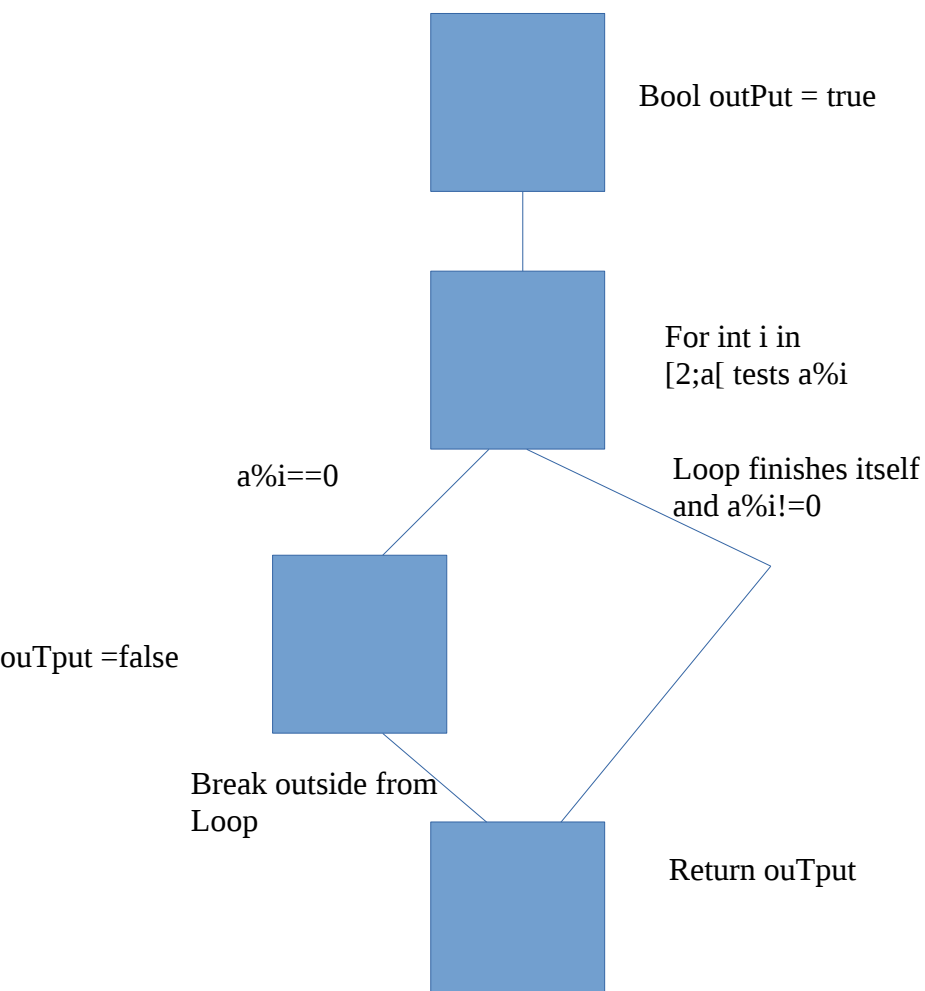 Bool outPut = true
For int i in
[2;a[ tests a%i
a%i==0
Loop finishes itself
and a%i!=0
ouTput =false
Break outside from
Loop
Return ouTput